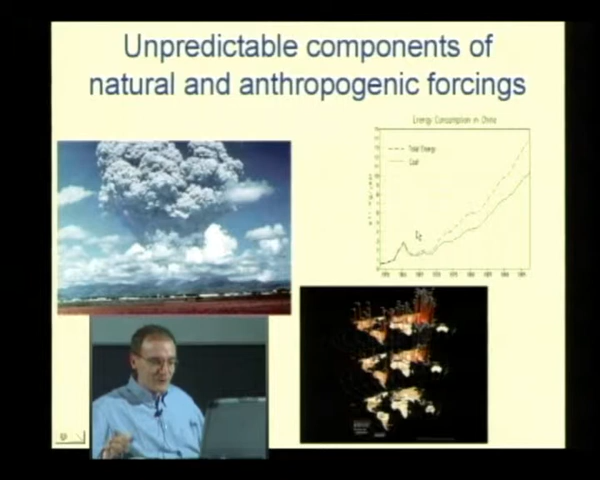 Unpredictable components of
natural and anthropogenic forcings
Energy Consumption in China
Total Energy
Coal